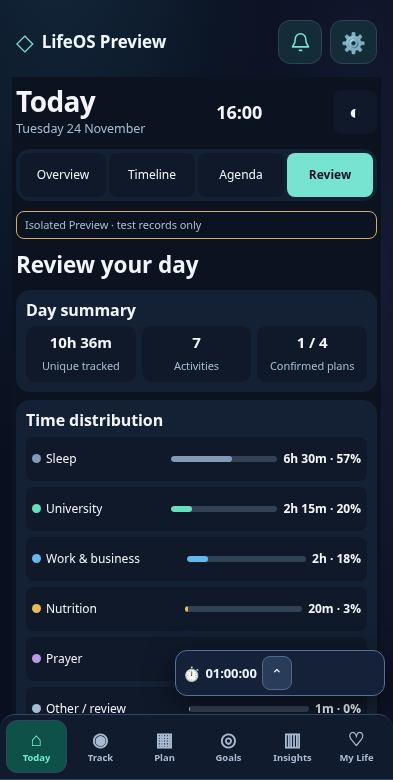 LifeOS Preview
Today
Tuesday 24 November
16:00
Overview
Timeline
Agenda
Review
Isolated Preview · test records only
Review your day
Day summary
10h 36m
Unique tracked
7
Activities
1 / 4
Confirmed plans
Time distribution
Sleep
6h 30m · 57%
University
2h 15m · 20%
Work & business
2h · 18%
Nutrition
20m · 3%
Prayer
01:00:00
Other / review
1m · 0%
Today
Track
Plan
Goals
Insights
My Life